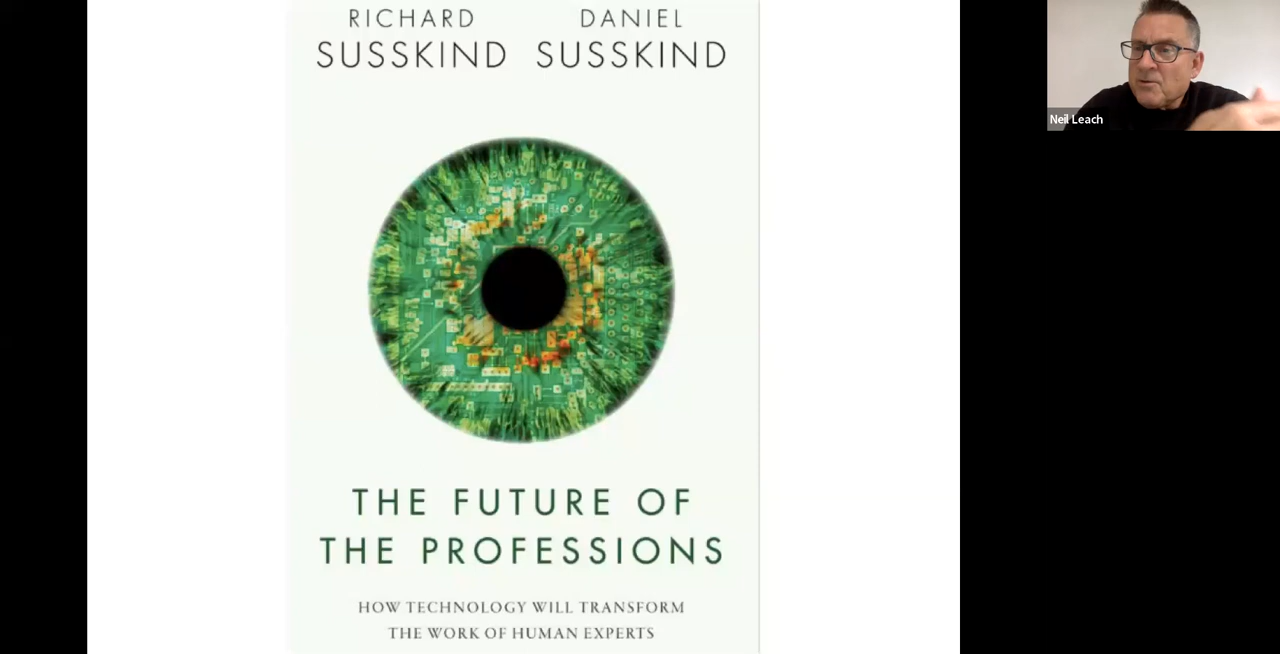 RICHARD DANIEL
SUSSKIND SUSSKIND
THE FUTURE OF
THE PROFESSIONS
HOW TECHNOLOGY WILL TRANSFORM
THE WORK OF HUMAN EXPERTS
Neil Leach